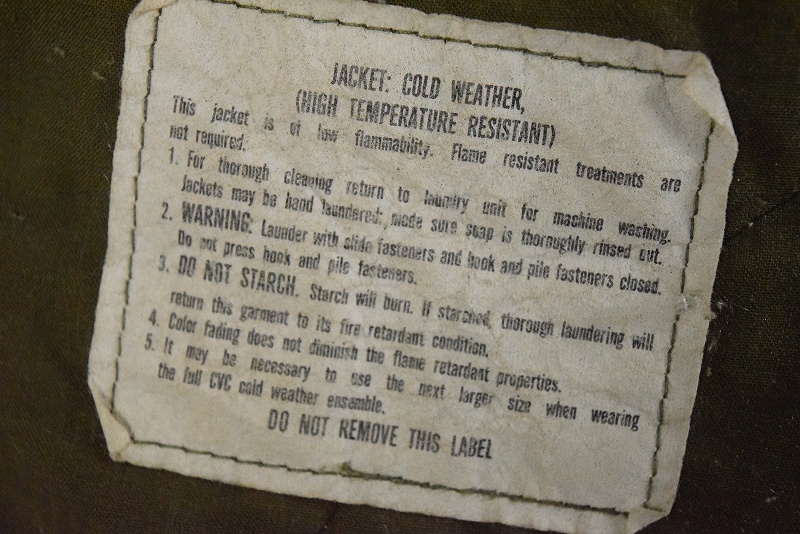 JACKET: COLD WEATHER,
(HIGH TEMPERATURE RESISTANT)
This jacket is of low flammability. Flame resistant treatments are
not required.
1. For thorough cleaning return to laundry unit for machine washing.
Jackets may be hand laundered; made sure soap is thoroughly rinsed out.
2. WARNING: Launder with slide fasteners and hook and pile fasteners closed.
Do not press hook and pile fasteners.
3. DO NOT STARCH. Starch will burn. If starched, thorough laundering will
return this garment to its fire retardant condition.
4. Color fading does not diminish the flame retardant properties.
5. It may be necessary to use the next larger size when wearing
the full CVC cold weather ensemble.
DO NOT REMOVE THIS LABEL